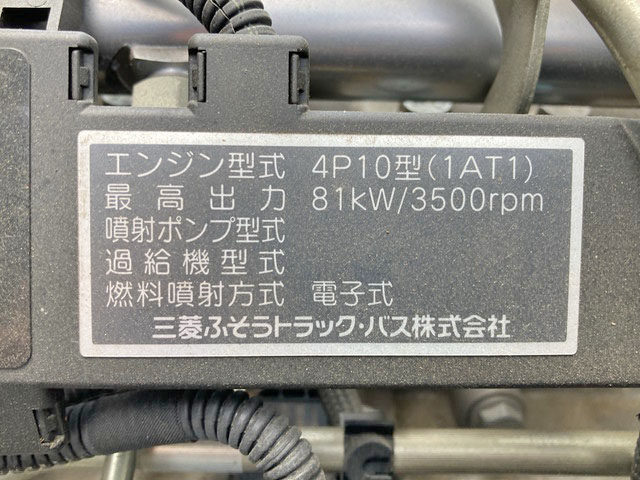 エンジン型式 4P10型(1AT1)
最高出力 81kW/3500rpm
噴射ポンプ型式
過給機型式
燃料噴射方式 電子式
三菱ふそうトラック・バス株式会社